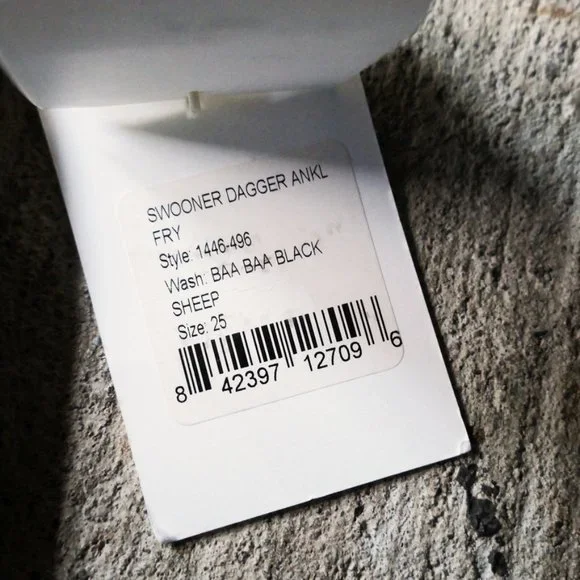 SWOONER DAGGER ANKL
FRY
Style: 1446-496
Wash: BAA BAA BLACK
SHEEP
Size: 25
8 42397 12709 6